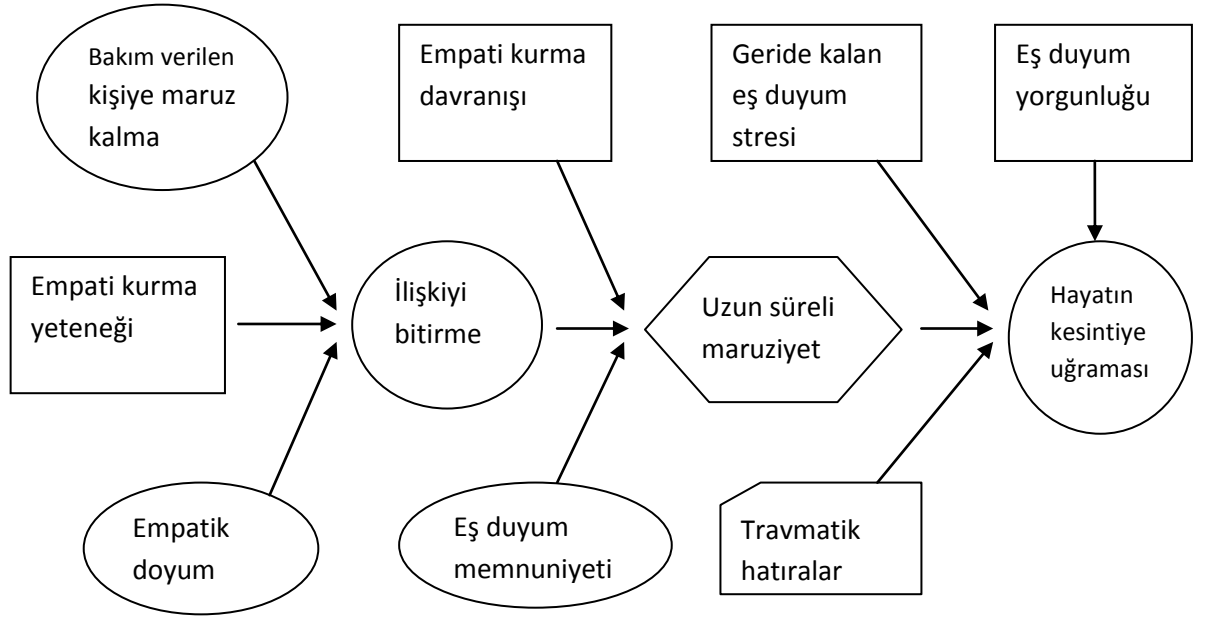 Bakım verilen
kişiye maruz
kalma
Empati kurma
davranışı
Geride kalan
eş duyum
stresi
Eş duyum
yorgunluğu
Empati kurma
yeteneği
İlişkiyi
bitirme
Uzun süreli
maruziyet
Hayatın
kesintiye
uğraması
Empatik
doyum
Eş duyum
memnuniyeti
Travmatik
hatıralar